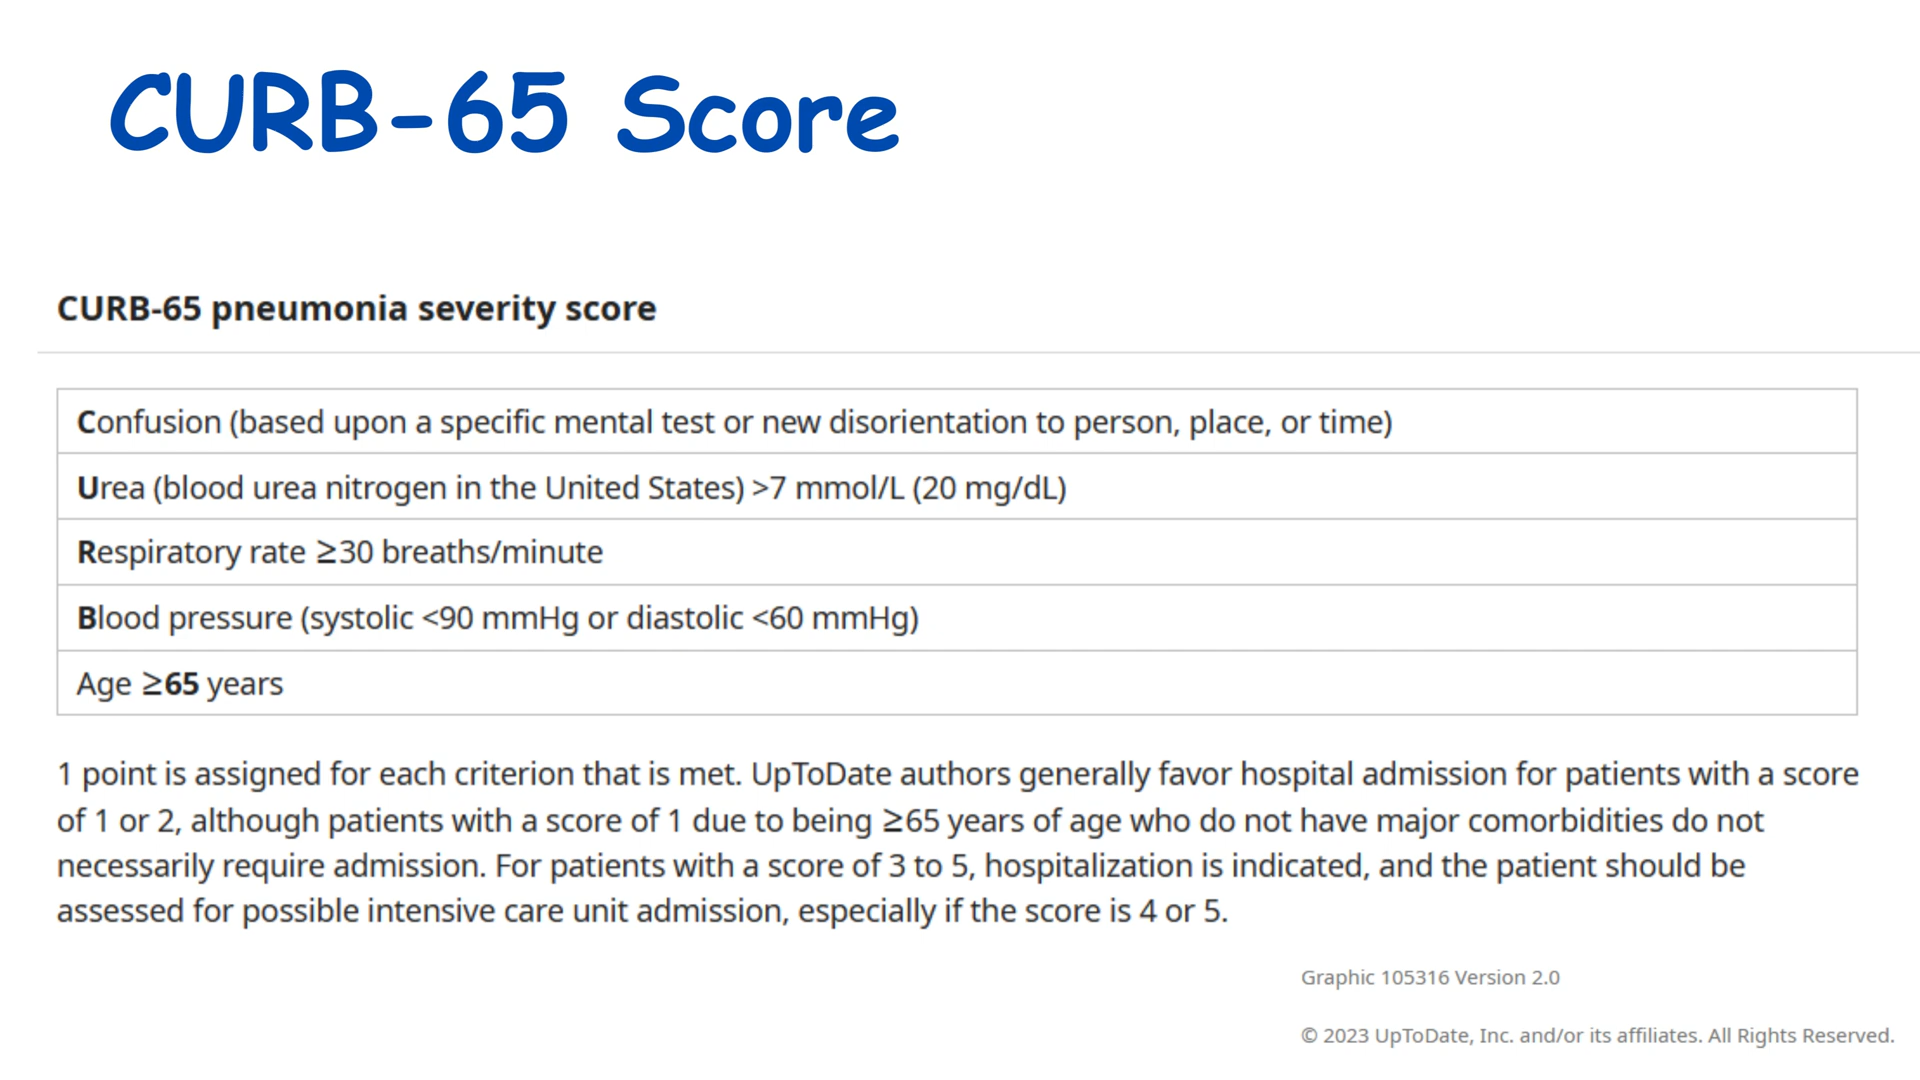 CURB-65 Score
CURB-65 pneumonia severity score
Confusion (based upon a specific mental test or new disorientation to person, place, or time)
Urea (blood urea nitrogen in the United States) >7 mmol/L (20 mg/dL)
Respiratory rate ≥30 breaths/minute
Blood pressure (systolic <90 mmHg or diastolic <60 mmHg)
Age ≥65 years
1 point is assigned for each criterion that is met. UpToDate authors generally favor hospital admission for patients with a score
of 1 or 2, although patients with a score of 1 due to being ≥65 years of age who do not have major comorbidities do not
necessarily require admission. For patients with a score of 3 to 5, hospitalization is indicated, and the patient should be
assessed for possible intensive care unit admission, especially if the score is 4 or 5.
Graphic 105316 Version 2.0
© 2023 UpToDate, Inc. and/or its affiliates. All Rights Reserved.